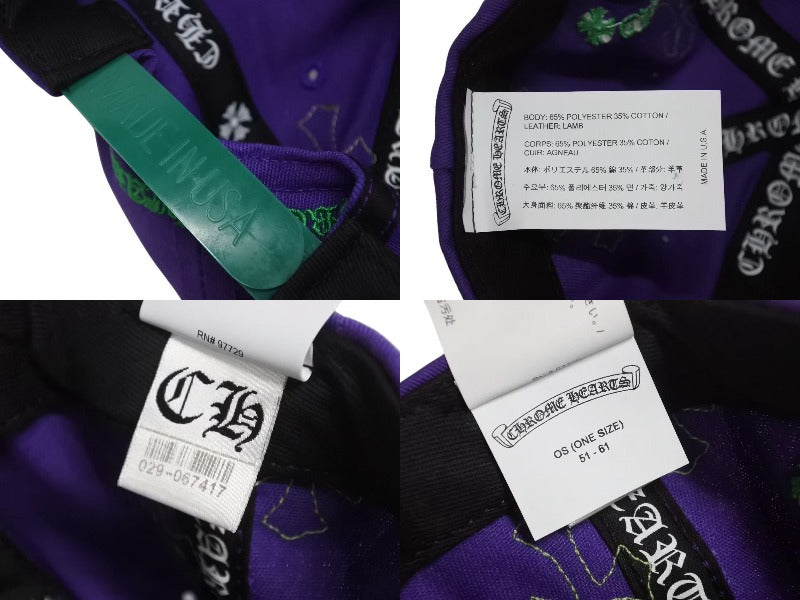 MADE IN USA
CHROME HEARTS
BODY: 65% POLYESTER 35% COTTON /
LEATHER: LAMB
CORPS: 65% POLYESTER 35% COTON /
CUIR: AGNEAU
本体: ポリエステル 65% 綿 35% / 革部分: 羊革
수요부: 65% 폴리에스터 35% 면 / 가죽: 양가죽
大身面料: 65% 聚酯纤维 35% 棉 / 皮革: 羊皮革
MADE IN U.S.A
CHROME HEARTS
RN# 97729
CH
029-067417
CHROME HEARTS
OS (ONE SIZE)
51 - 61